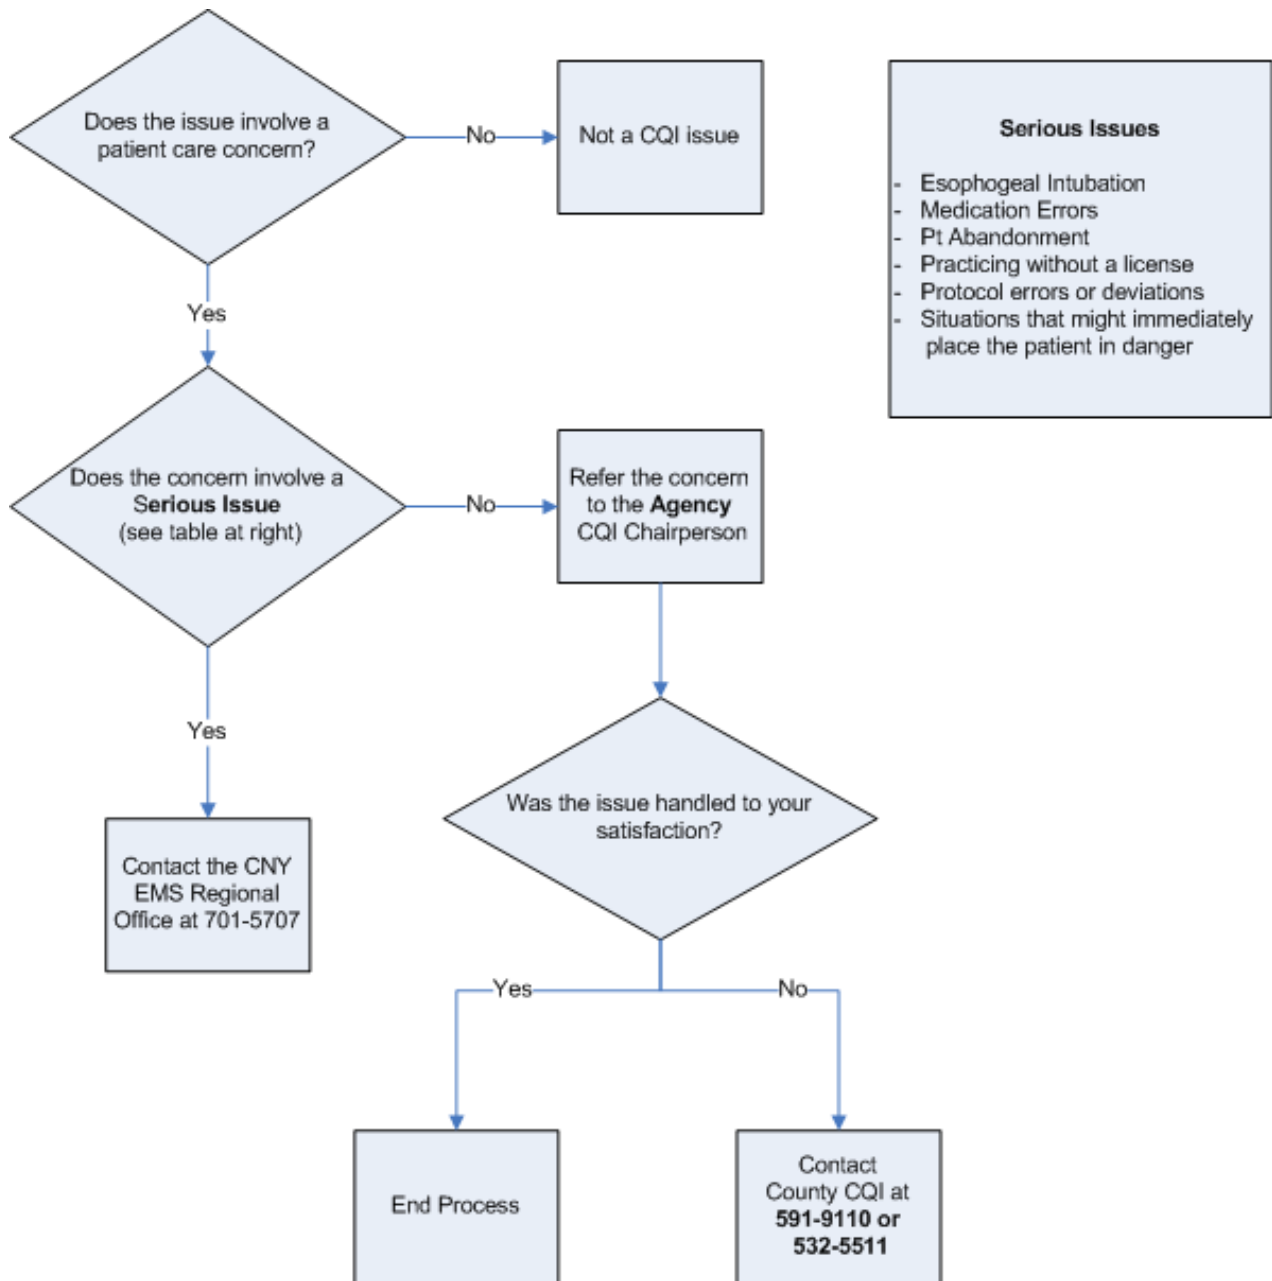 Does the issue involve a
patient care concern?
No
Not a CQI issue
Serious Issues
- Esophogeal Intubation
- Medication Errors
- Pt Abandonment
- Practicing without a license
- Protocol errors or deviations
- Situations that might immediately
place the patient in danger
Yes
Does the concern involve a
Serious Issue
(see table at right)
No
Refer the concern
to the Agency
CQI Chairperson
Yes
Contact the CNY
EMS Regional
Office at 701-5707
Was the issue handled to your
satisfaction?
Yes
No
End Process
Contact
County CQI at
591-9110 or
532-5511